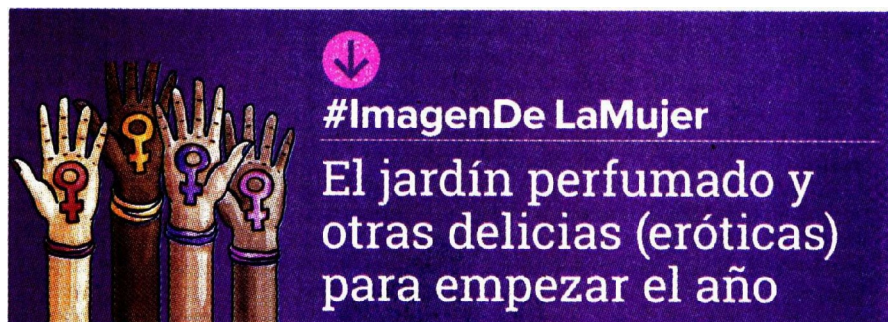 #ImagenDe LaMujer
El jardín perfumado y
otras delicias (eróticas)
para empezar el año